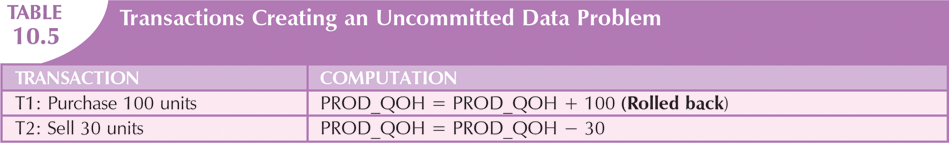 TABLE
10.5
Transactions Creating an Uncommitted Data Problem
TRANSACTION COMPUTATION
T1: Purchase 100 units PROD_QOH = PROD_QOH + 100 (Rolled back)
T2: Sell 30 units PROD_QOH = PROD_QOH − 30